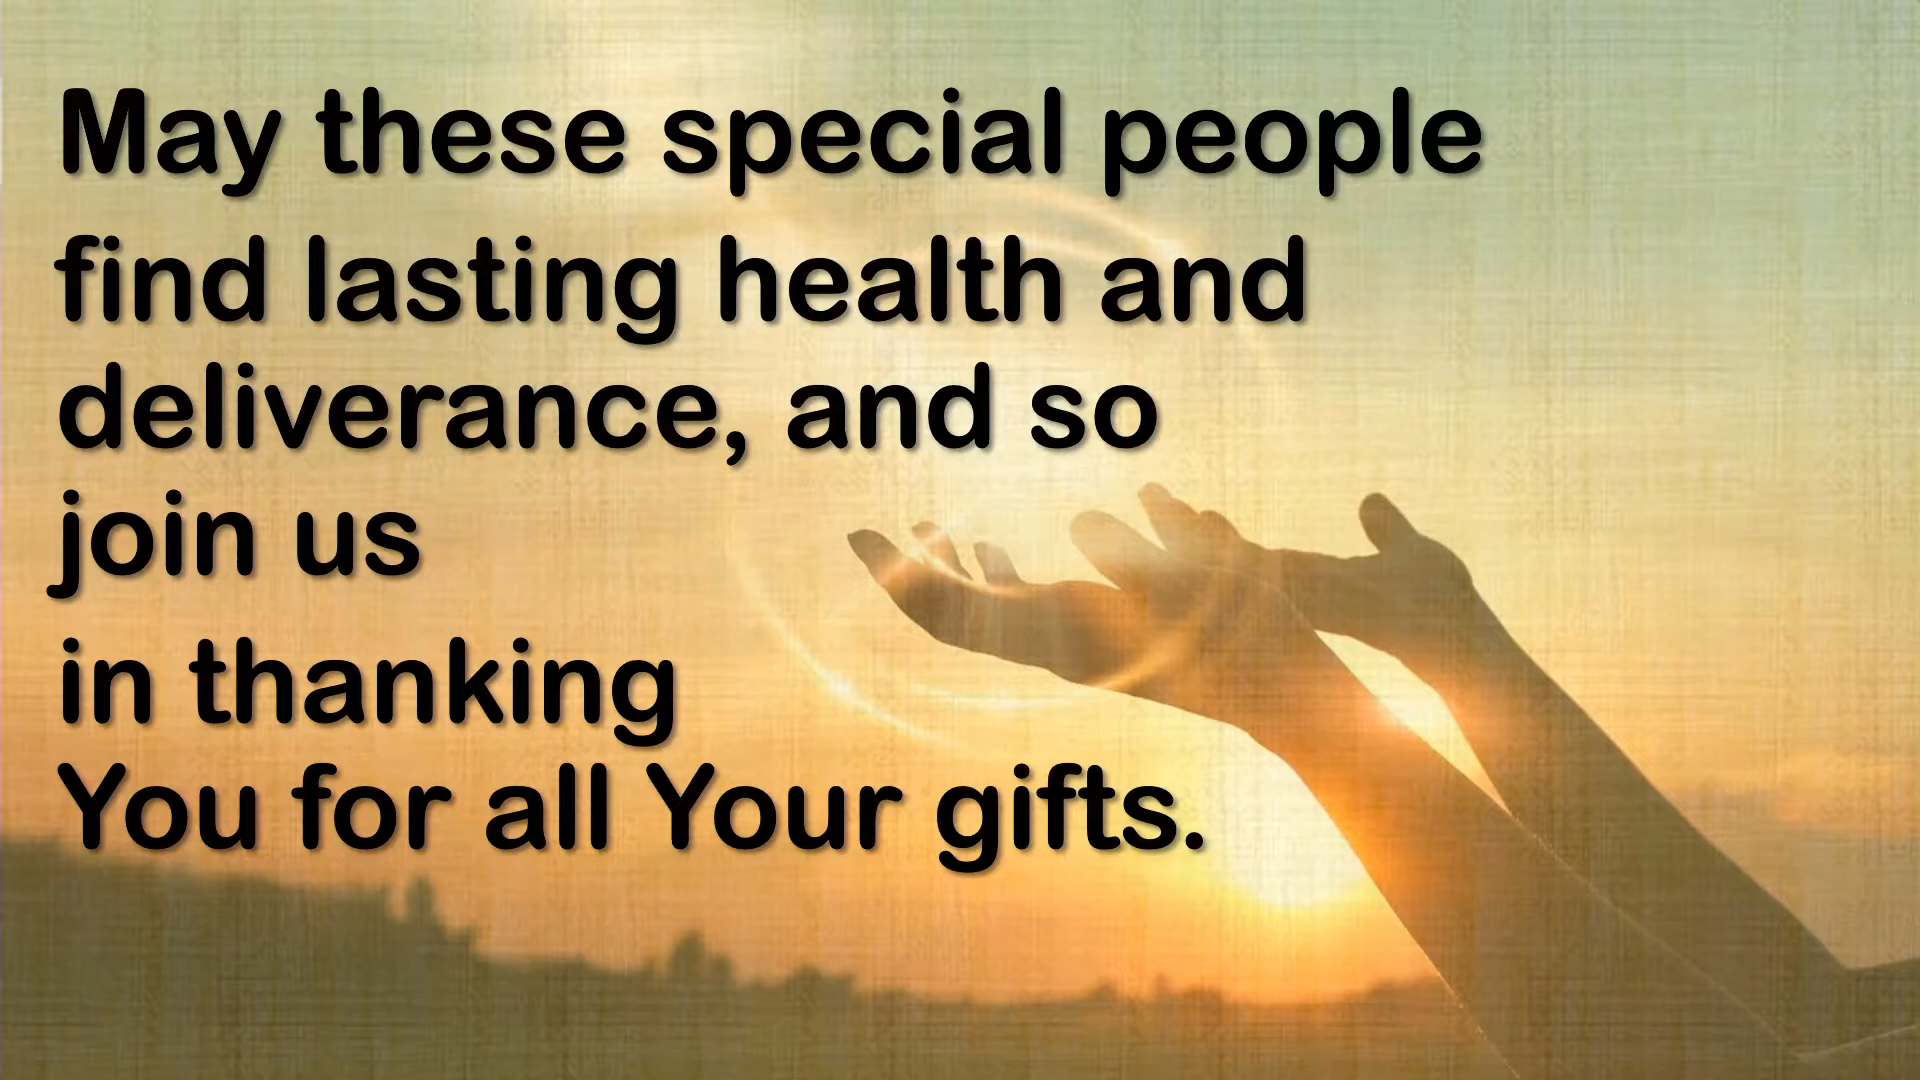 May these special people
find lasting health and
deliverance, and so
join us
in thanking
You for all Your gifts.